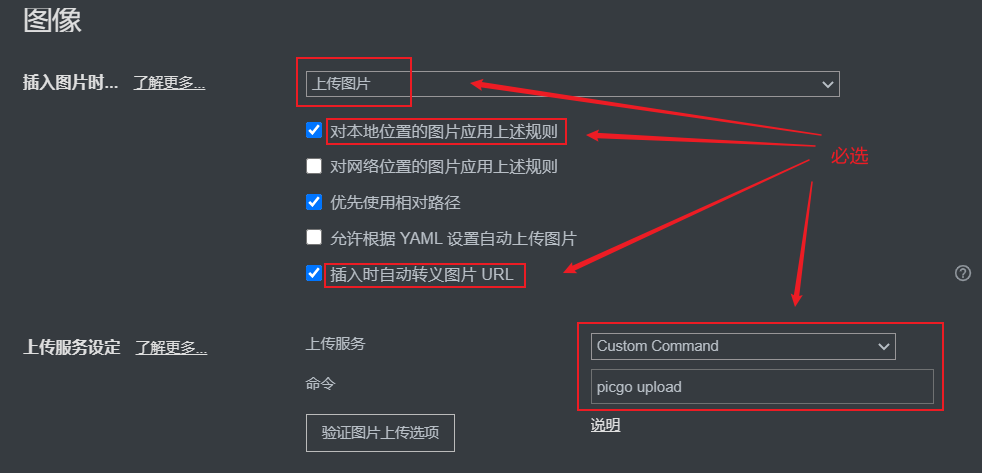 图像
插入图片时... 了解更多... 上传图片
对本地位置的图片应用上述规则
对网络位置的图片应用上述规则
必选
优先使用相对路径
允许根据 YAML 设置自动上传图片
插入时自动转义图片 URL
上传服务设定 了解更多... 上传服务 Custom Command
命令 picgo upload
验证图片上传选项 说明